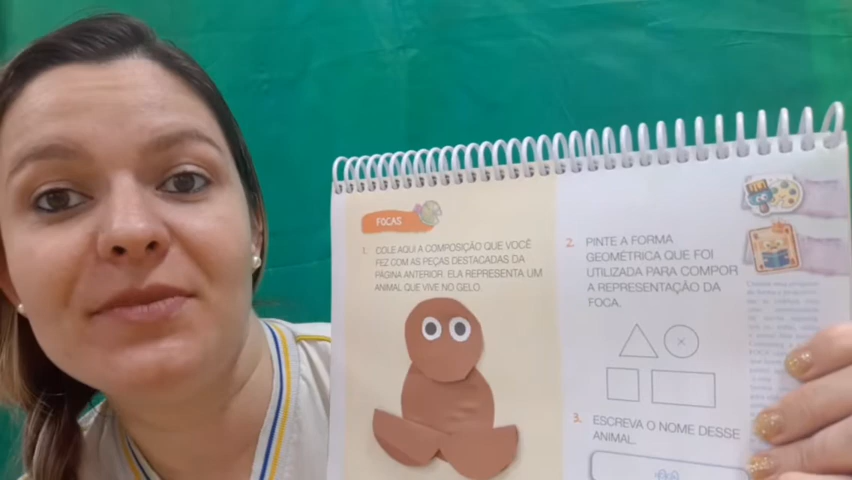 FOCAS
1. COLE AQUI A COMPOSIÇÃO QUE VOCÊ
FEZ COM AS PEÇAS DESTACADAS DA
PÁGINA ANTERIOR. ELA REPRESENTA UM
ANIMAL QUE VIVE NO GELO.
2. PINTE A FORMA
GEOMÉTRICA QUE FOI
UTILIZADA PARA COMPOR
A REPRESENTAÇÃO DA
FOCA.
3. ESCREVA O NOME DESSE
ANIMAL.